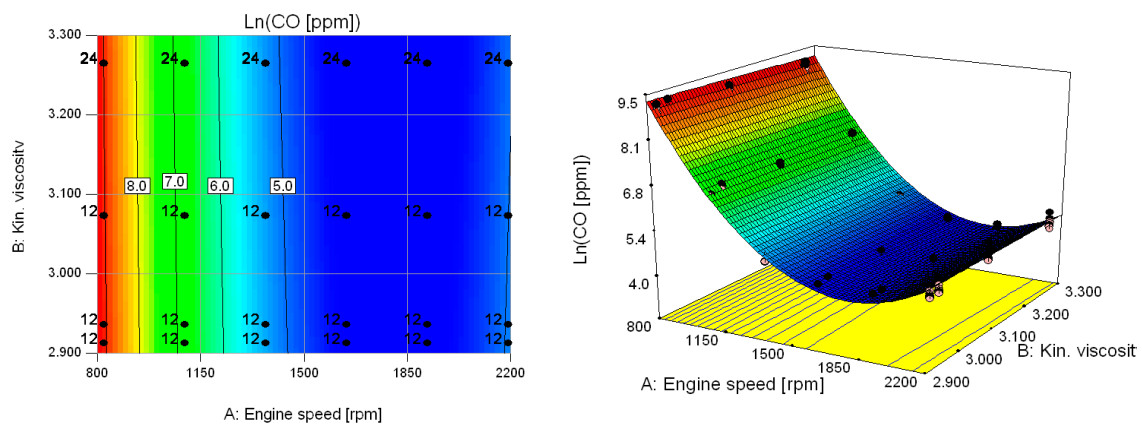 Ln(CO [ppm])
3.300
24 24 24 24 24 24
3.200
8.0 7.0 6.0 5.0
3.100
12 12 12 12 12 12
3.000
12 12 12 12 12 12
12 12 12 12 12 12
2.900
800 1150 1500 1850 2200
B: Kin. viscosity
A: Engine speed [rpm]
9.5
8.1
6.8
5.4
4.0
Ln(CO [ppm])
800
1150
1500
1850
2200
A: Engine speed [rpm]
3.300
3.200
3.100
3.000
2.900
B: Kin. viscosit